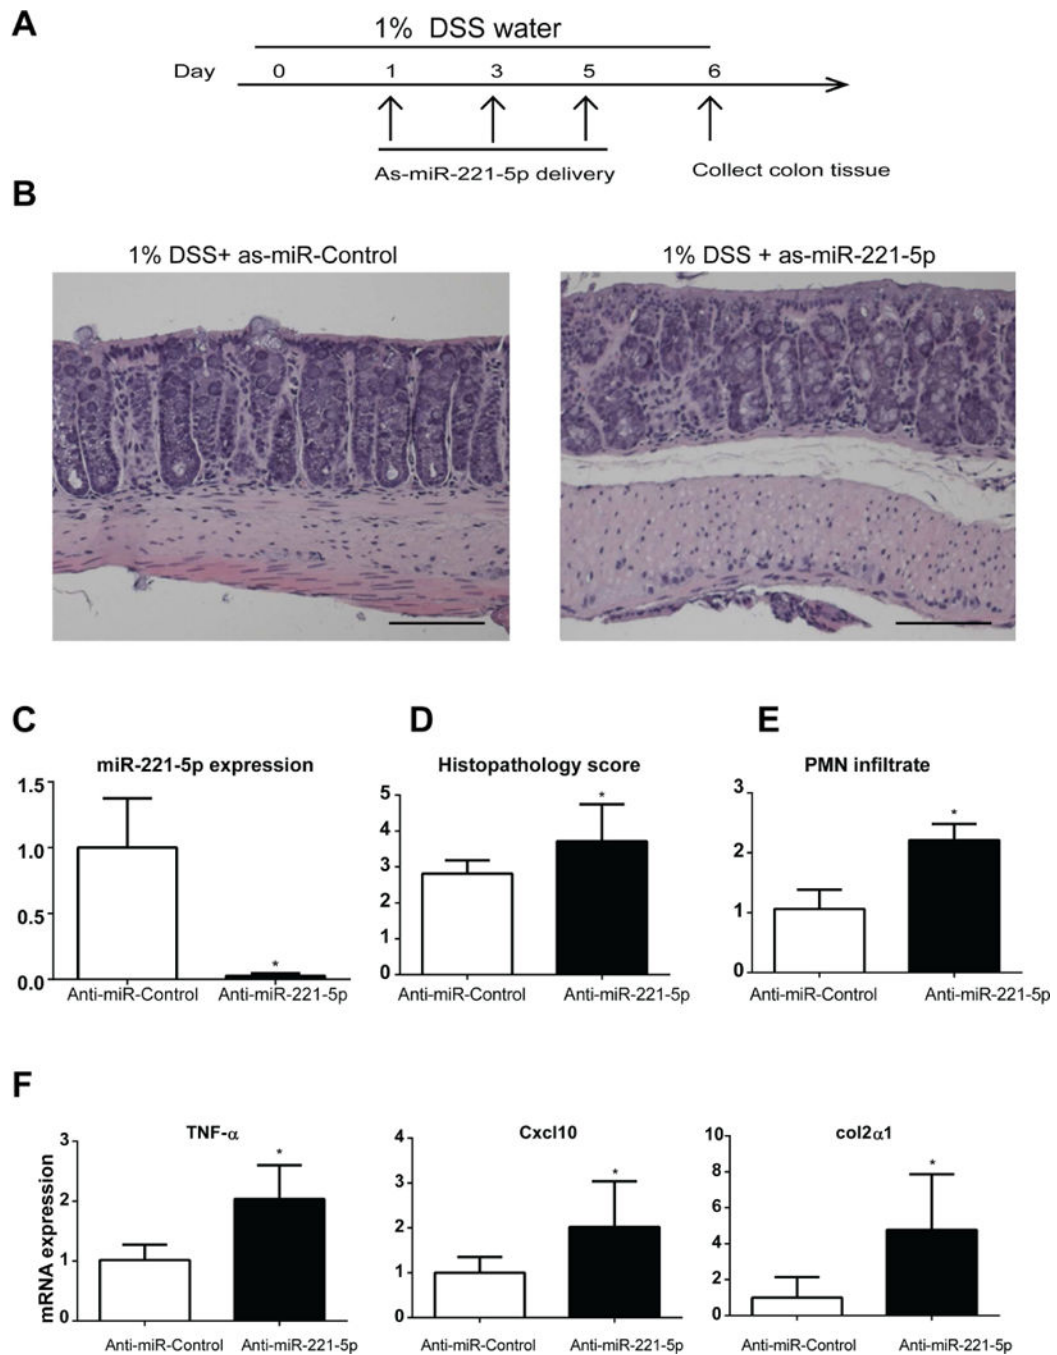 A
1% DSS water
Day 0 1 3 5 6
As-miR-221-5p delivery
Collect colon tissue
B
1% DSS+ as-miR-Control
1% DSS + as-miR-221-5p
C
miR-221-5p expression
1.5
1.0
0.5
0.0
Anti-miR-Control Anti-miR-221-5p
D
Histopathology score
5
4
3
2
1
0
*
Anti-miR-Control Anti-miR-221-5p
E
PMN infiltrate
3
2
1
0
*
Anti-miR-Control Anti-miR-221-5p
F
TNF-α
mRNA expression
3
2
1
0
*
Anti-miR-Control Anti-miR-221-5p
Cxcl10
4
3
2
1
0
*
Anti-miR-Control Anti-miR-221-5p
col2α1
10
8
6
4
2
0
*
Anti-miR-Control Anti-miR-221-5p